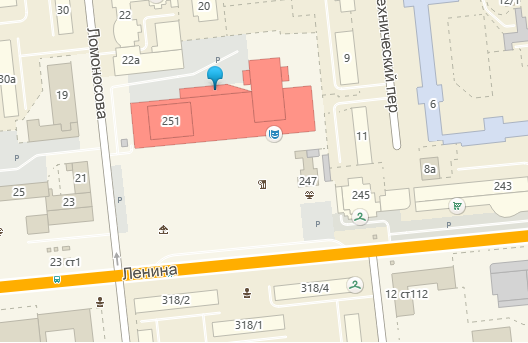 30
22
20
12/1
Ломоносова
22а
P
9
хнический пер
30а
19
6
251
11
P
8а
21
25
247
243
23
245
P
P
P
23 ст1
Ленина
318/2
318/4
12 ст112
318/1